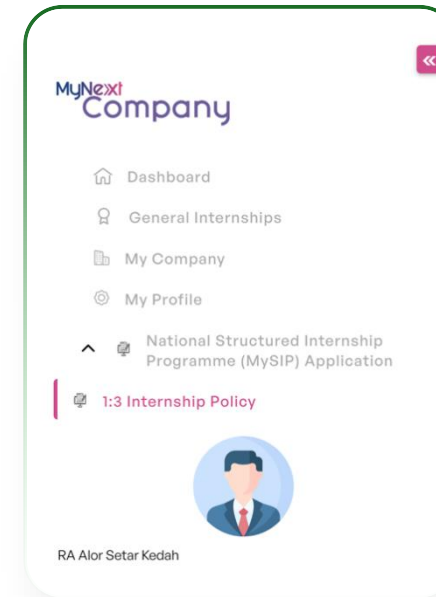 «
MyNext
Company
Dashboard
General Internships
My Company
My Profile
National Structured Internship
Programme (MySIP) Application
1:3 Internship Policy
RA Alor Setar Kedah